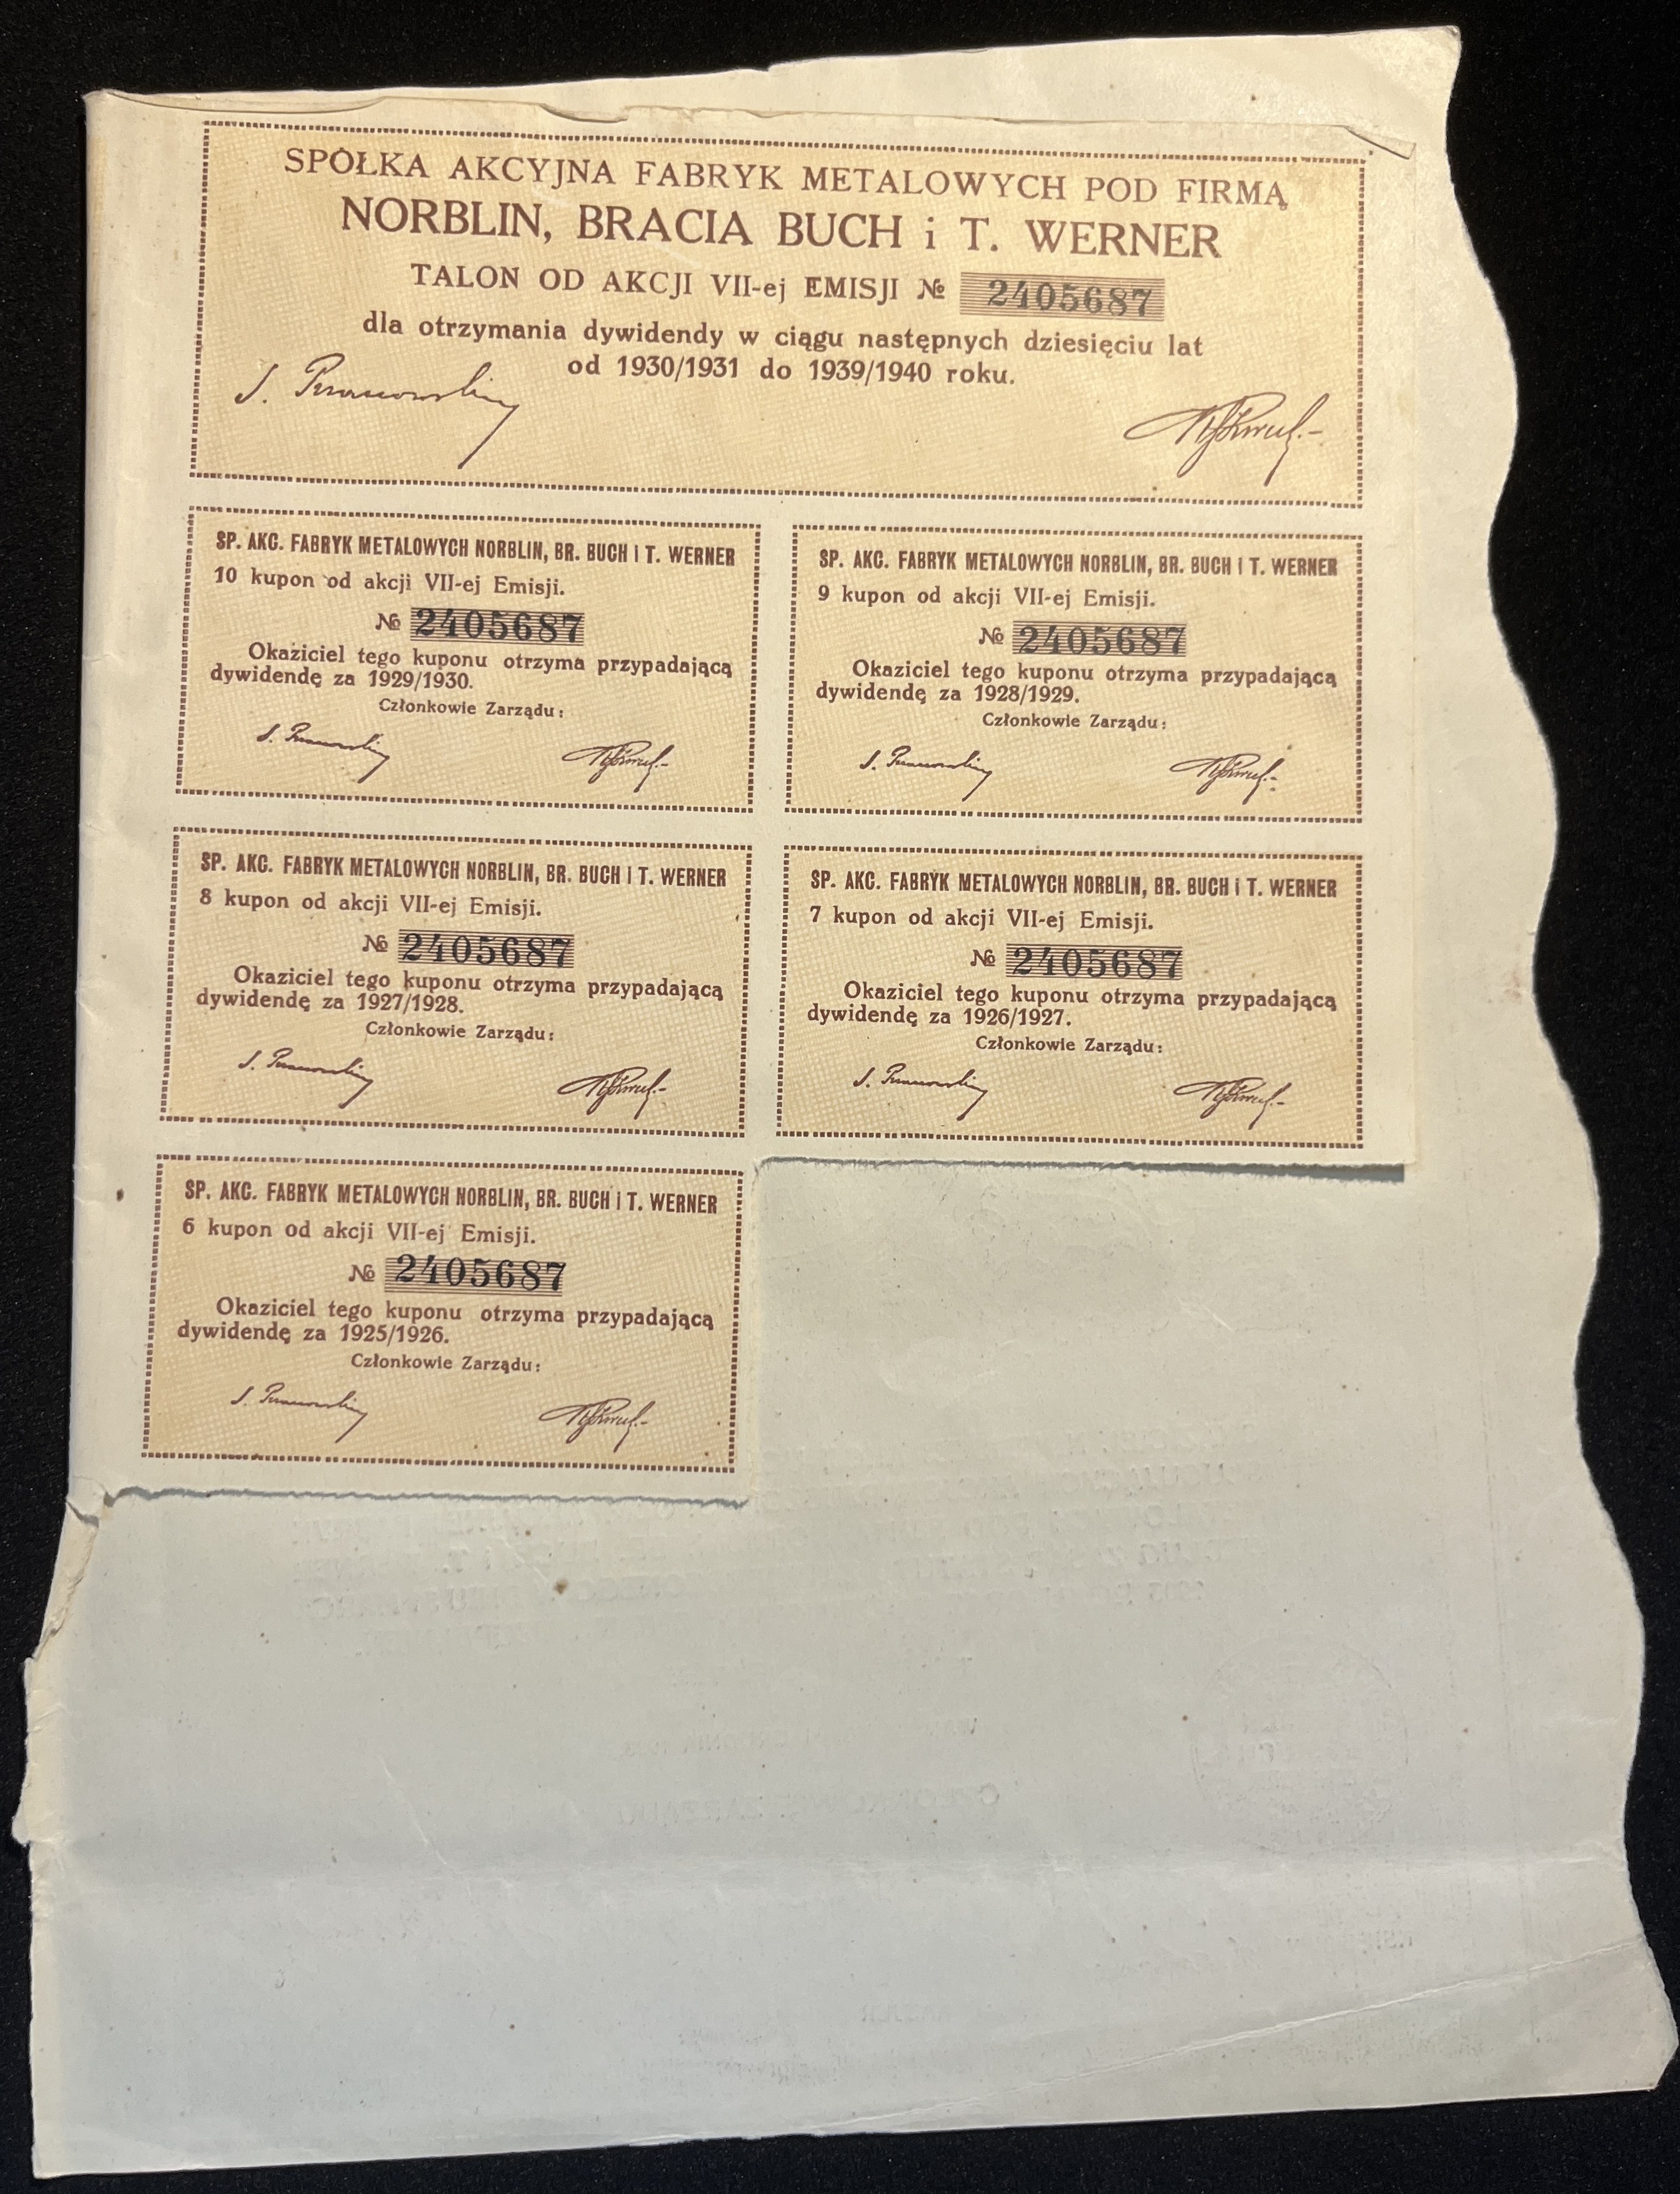 SPÓŁKA AKCYJNA FABRYK METALOWYCH POD FIRMĄ
NORBLIN, BRACIA BUCH i T. WERNER
TALON OD AKCJI VII-ej EMISJI № 2405687
dla otrzymania dywidendy w ciągu następnych dziesięciu lat
od 1930/1931 do 1939/1940 roku.
SP. AKC. FABRYK METALOWYCH NORBLIN, BR. BUCH i T. WERNER
10 kupon od akcji VII-ej Emisji.
№ 2405687
Okaziciel tego kuponu otrzyma przypadającą
dywidendę za 1929/1930.
Członkowie Zarządu:
SP. AKC. FABRYK METALOWYCH NORBLIN, BR. BUCH i T. WERNER
9 kupon od akcji VII-ej Emisji.
№ 2405687
Okaziciel tego kuponu otrzyma przypadającą
dywidendę za 1928/1929.
Członkowie Zarządu:
SP. AKC. FABRYK METALOWYCH NORBLIN, BR. BUCH i T. WERNER
8 kupon od akcji VII-ej Emisji.
№ 2405687
Okaziciel tego kuponu otrzyma przypadającą
dywidendę za 1927/1928.
Członkowie Zarządu:
SP. AKC. FABRYK METALOWYCH NORBLIN, BR. BUCH i T. WERNER
7 kupon od akcji VII-ej Emisji.
№ 2405687
Okaziciel tego kuponu otrzyma przypadającą
dywidendę za 1926/1927.
Członkowie Zarządu:
SP. AKC. FABRYK METALOWYCH NORBLIN, BR. BUCH i T. WERNER
6 kupon od akcji VII-ej Emisji.
№ 2405687
Okaziciel tego kuponu otrzyma przypadającą
dywidendę za 1925/1926.
Członkowie Zarządu: